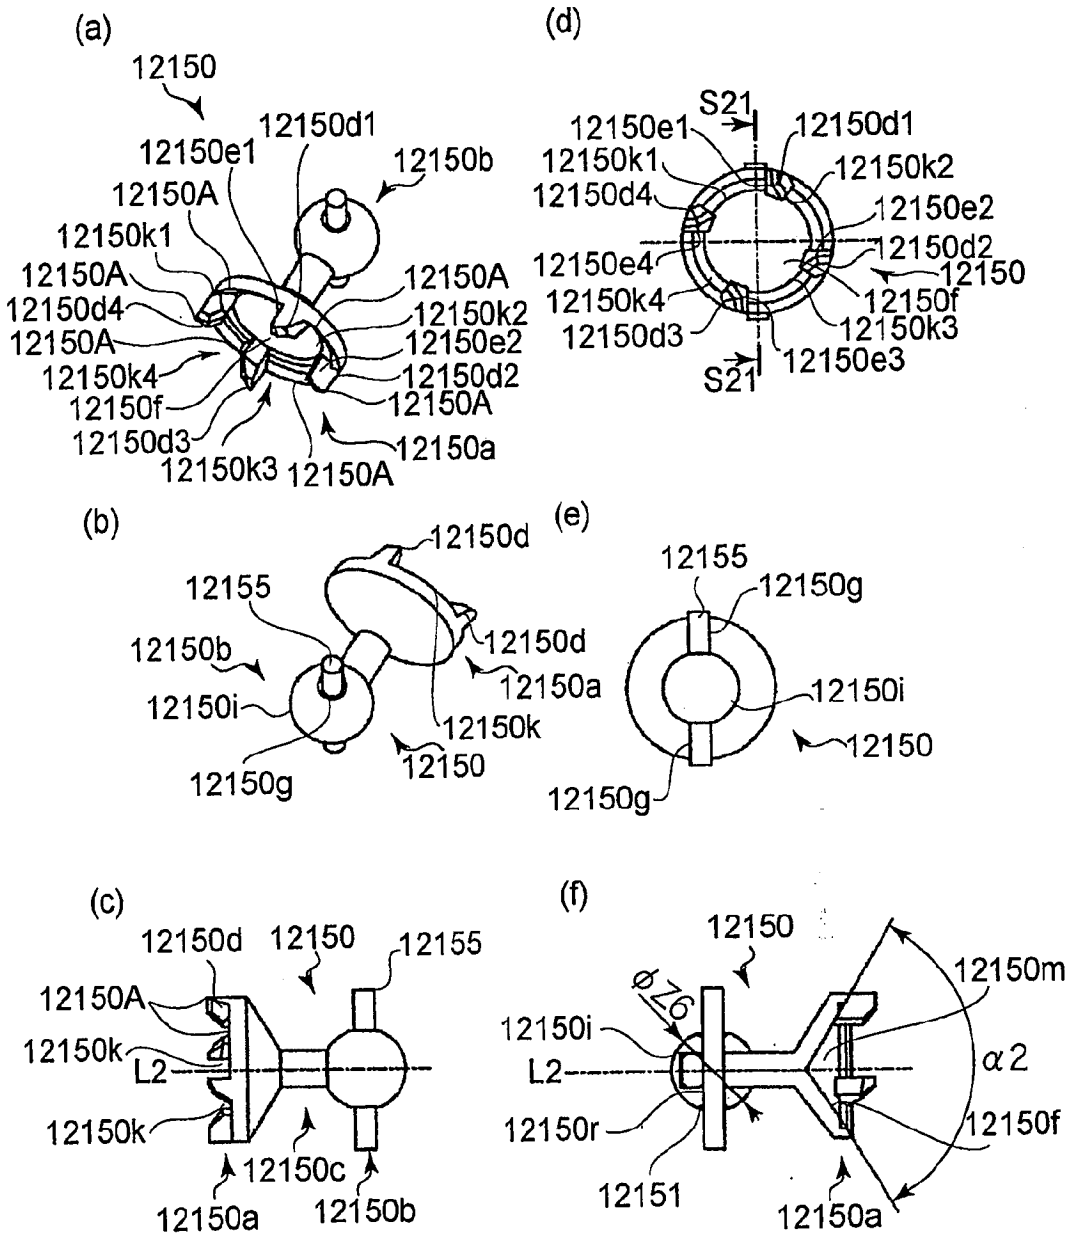 (a)
12150
12150d1
12150e1
12150b
12150A
12150k1
12150A
12150A
12150d4
12150k2
12150A
12150e2
12150k4
12150d2
12150f
12150A
12150d3
12150a
12150k3
12150A
(d)
S21
12150e1
12150d1
12150k1
12150k2
12150d4
12150e2
12150d2
12150e4
12150
12150k4
12150f
12150d3
12150k3
12150e3
S21
(b)
12150d
12155
12150b
12150d
12150i
12150a
12150k
12150
12150g
(e)
12155
12150g
12150i
12150
12150g
(c)
12150d
12150
12155
12150A
12150k
L2
12150k
12150c
12150a
12150b
(f)
12150
12150m
φZ6
12150i
L2
α2
12150r
12150f
12151
12150a